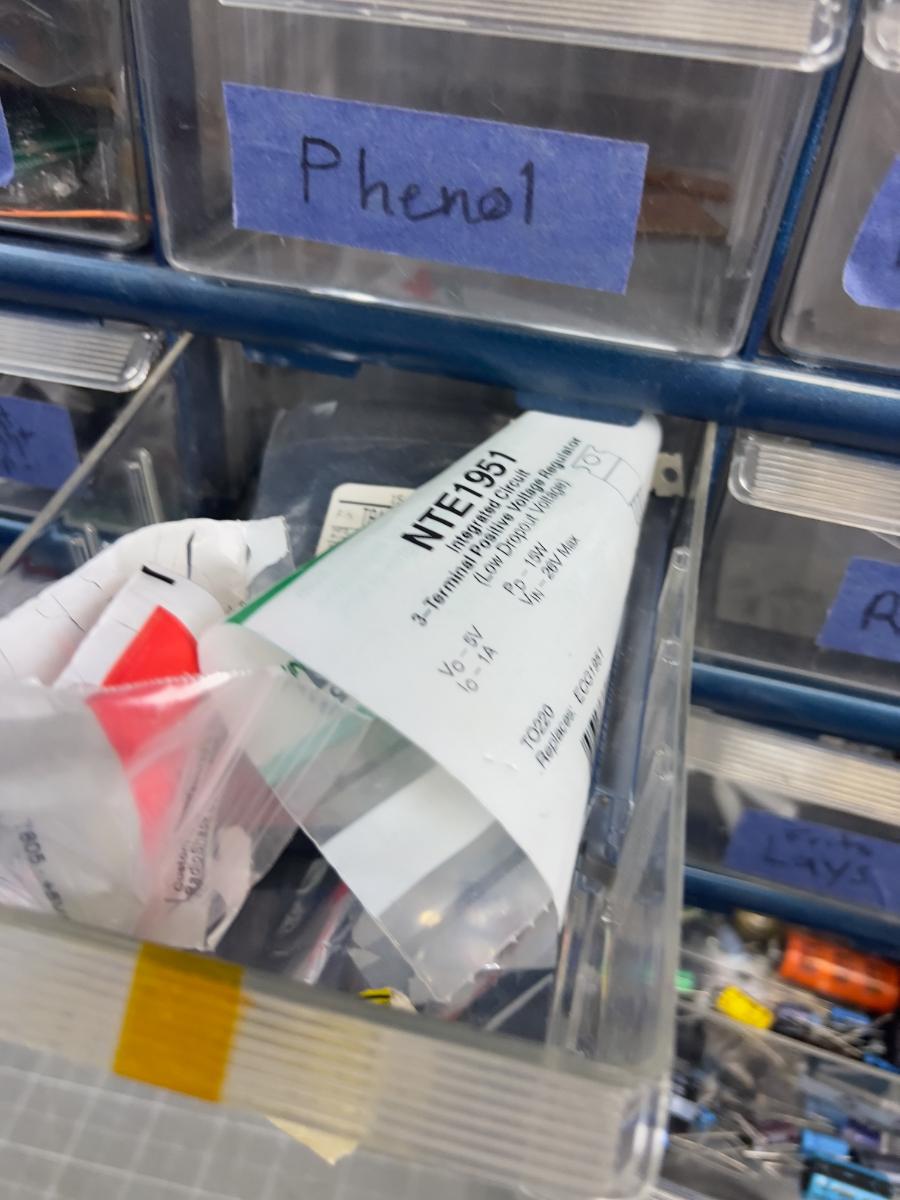 Phenol
NTE1951
Integrated Circuit
3-Terminal Positive Voltage Regulator
(Low Dropout Voltage)
PD – 15W
VIN – 26V Max
VO – 5V
IO – 1A
TO220
Replaces: ECG1951
Lays